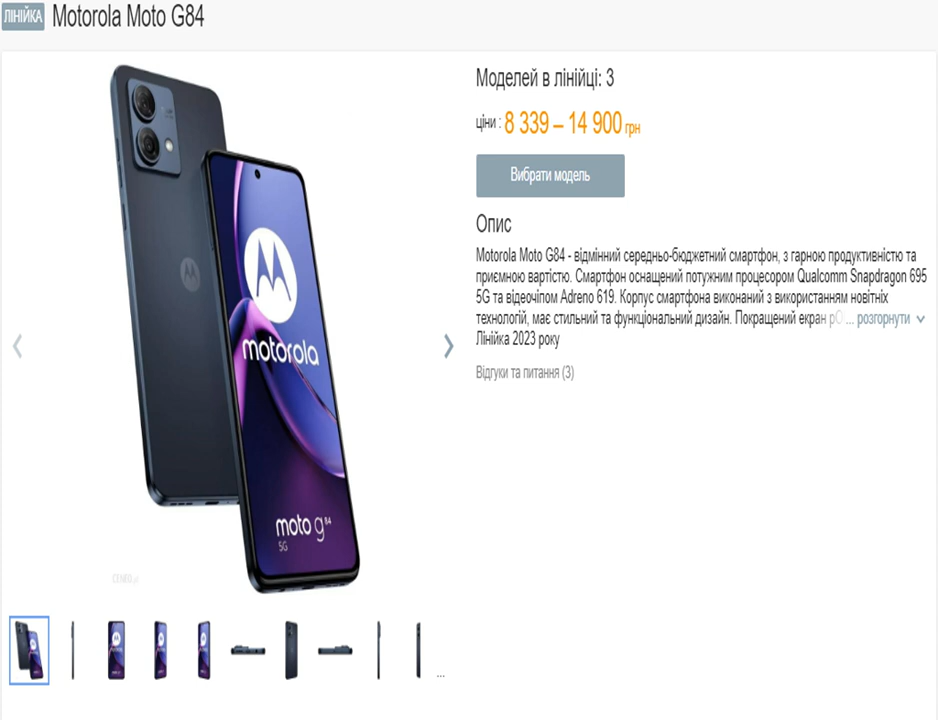 ЛІНІЙКА Motorola Moto G84
Моделей в лінійці: 3
ціни : 8 339 – 14 900 грн
Вибрати модель
Опис
Motorola Moto G84 - відмінний середньо-бюджетний смартфон, з гарною продуктивністю та
приємною вартістю. Смартфон оснащений потужним процесором Qualcomm Snapdragon 695
5G та відеочіпом Adreno 619. Корпус смартфона виконаний з використанням новітніх
технологій, має стильний та функціональний дизайн. Покращений екран pO ... розгорнути
Лінійка 2023 року
Відгуки та питання (3)
motorola
moto g84
5G
...